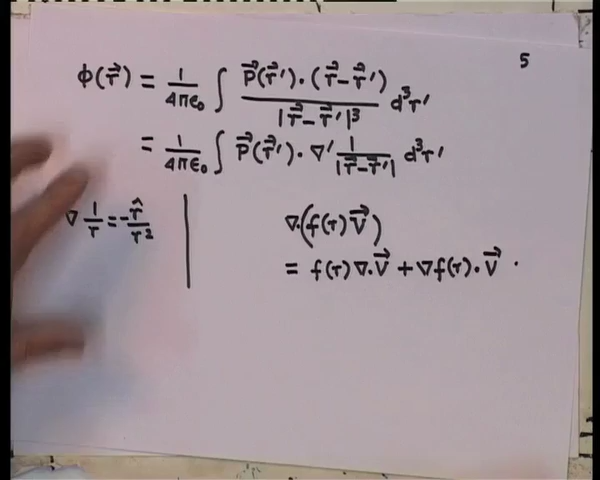 5
φ(r⃗) = 1/4πε₀ ∫ P⃗(r⃗′)·(r⃗−r⃗′) / |r⃗−r⃗′|³ d³r′
= 1/4πε₀ ∫ P⃗(r⃗′)·∇′ 1/|r⃗−r⃗′| d³r′
∇ 1/r = − r̂/r²
∇·(f(r) V⃗)
= f(r) ∇·V⃗ + ∇f(r)·V⃗ .